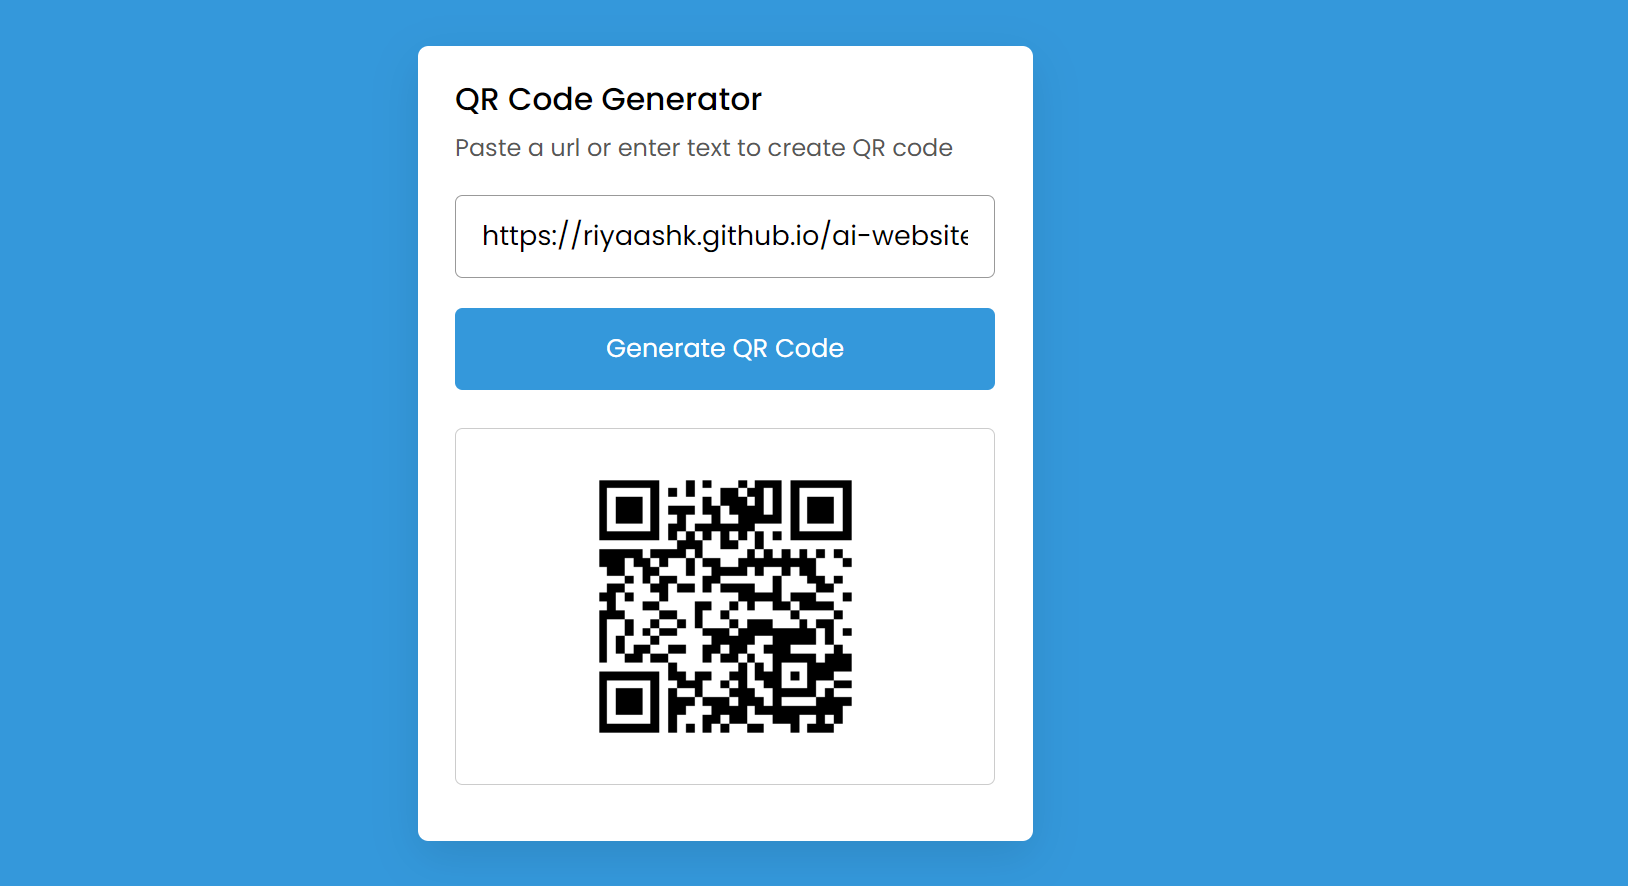 QR Code Generator
Paste a url or enter text to create QR code
https://riyaashk.github.io/ai-website
Generate QR Code